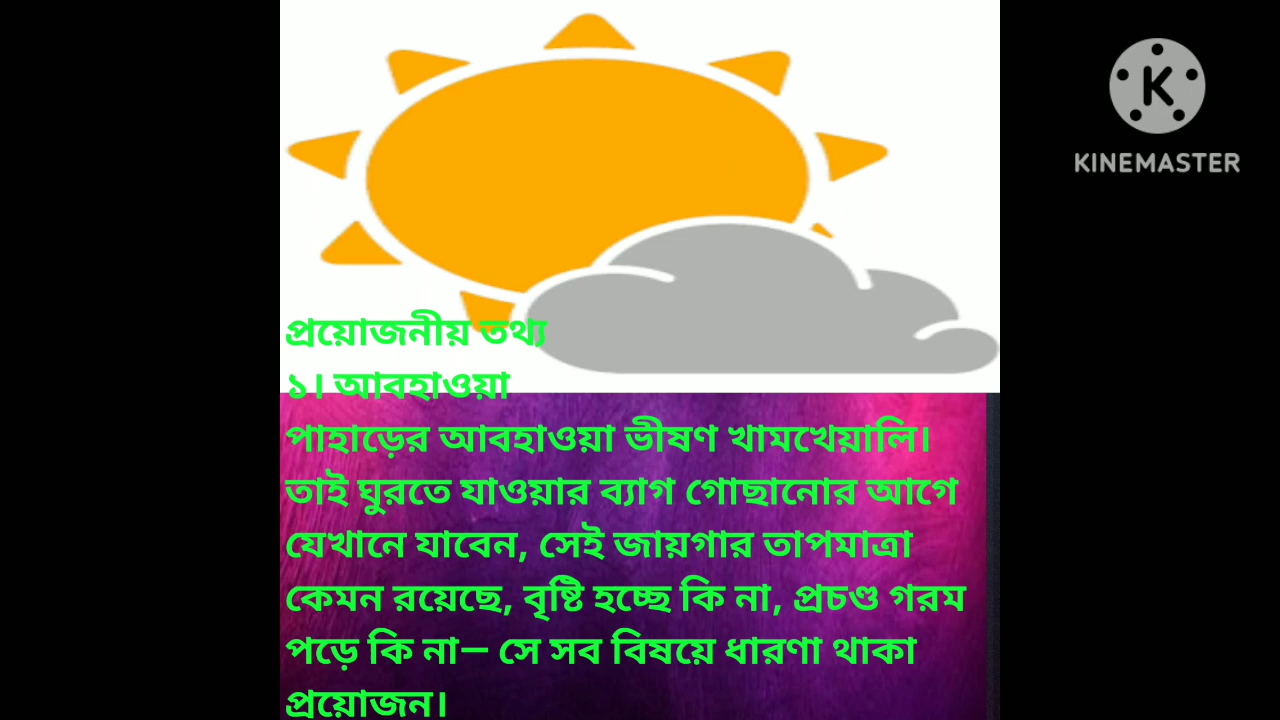 KINEMASTER
প্রয়োজনীয় তথ্য
১। আবহাওয়া
পাহাড়ের আবহাওয়া ভীষণ খামখেয়ালি।
তাই ঘুরতে যাওয়ার ব্যাগ গোছানোর আগে
যেখানে যাবেন, সেই জায়গার তাপমাত্রা
কেমন রয়েছে, বৃষ্টি হচ্ছে কি না, প্রচণ্ড গরম
পড়ে কি না— সে সব বিষয়ে ধারণা থাকা
প্রয়োজন।